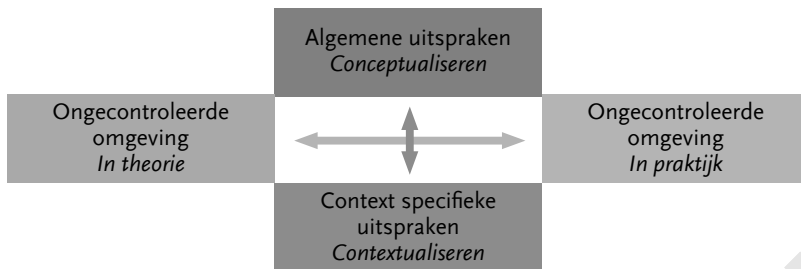 Algemene uitspraken
Conceptualiseren
Ongecontroleerde
omgeving
In theorie
Ongecontroleerde
omgeving
In praktijk
Context specifieke
uitspraken
Contextualiseren